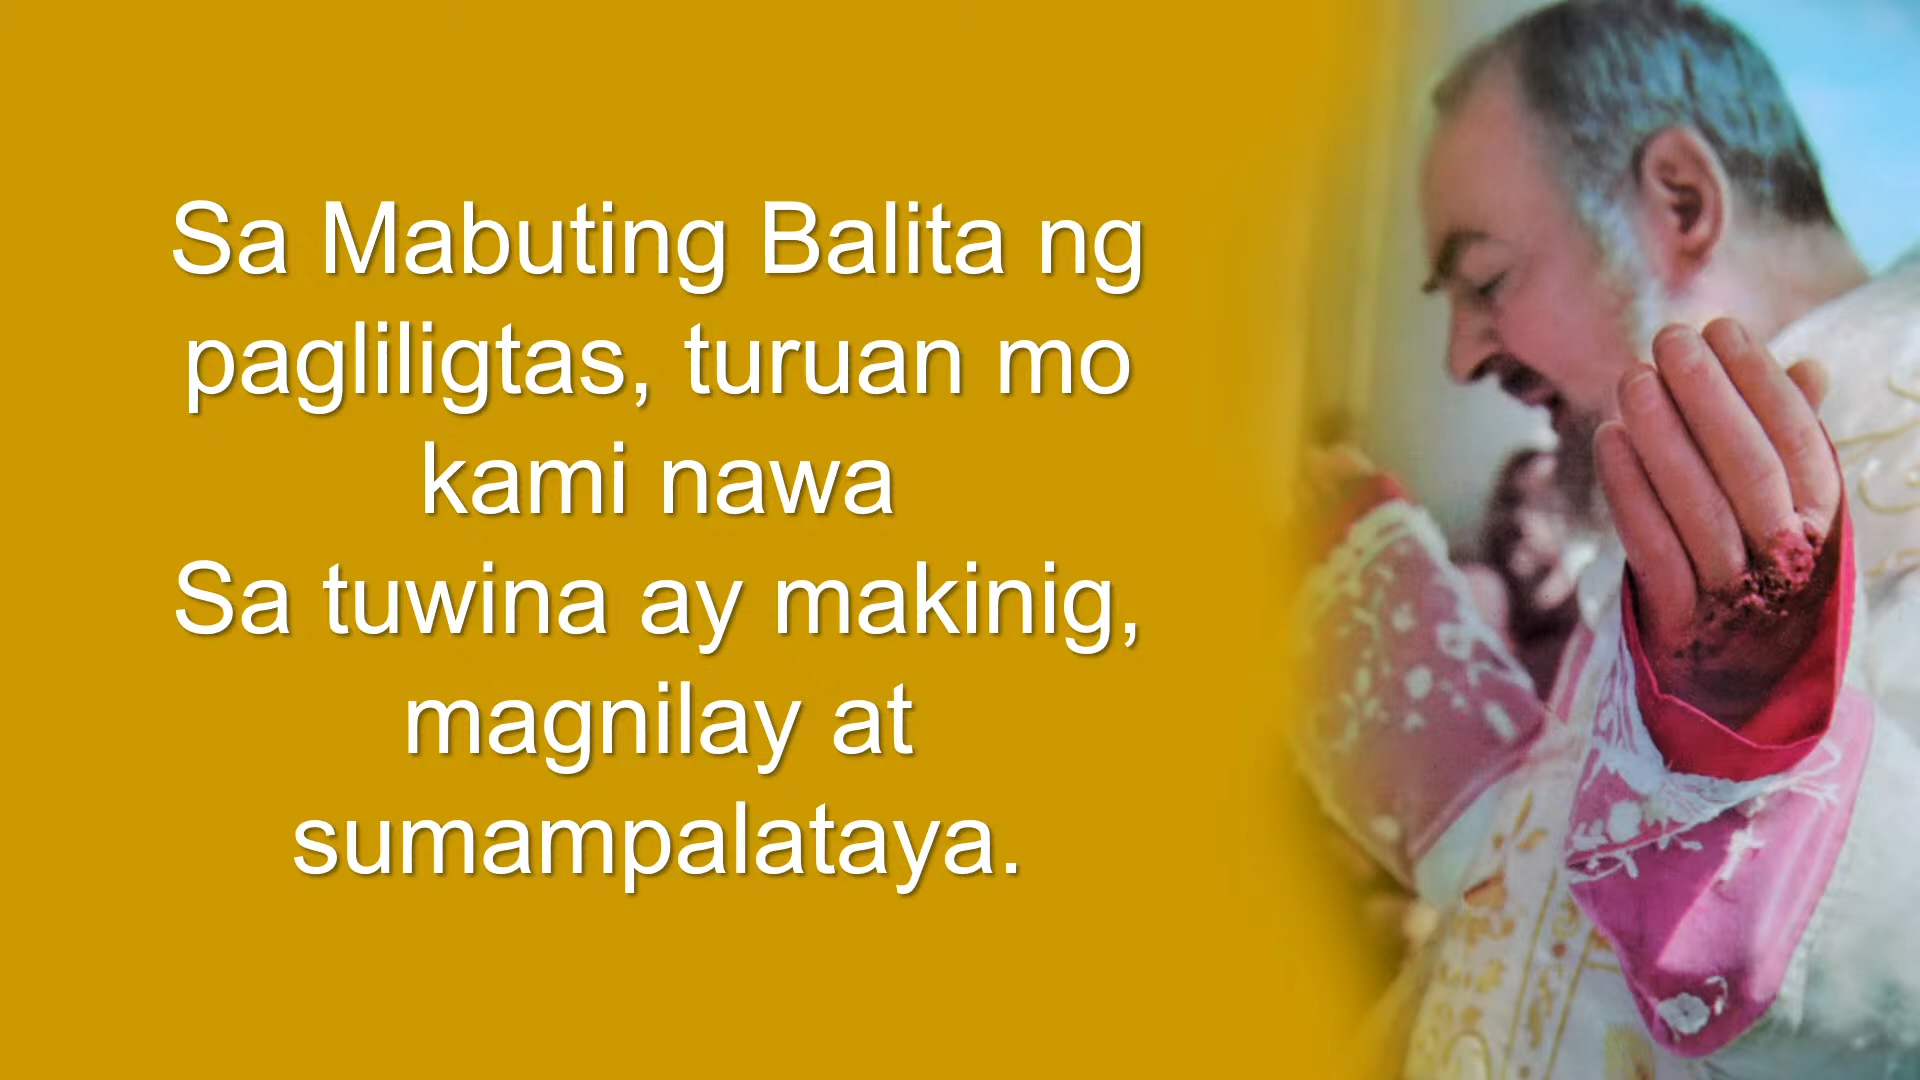 Sa Mabuting Balita ng
pagliligtas, turuan mo
kami nawa
Sa tuwina ay makinig,
magnilay at
sumampalataya.